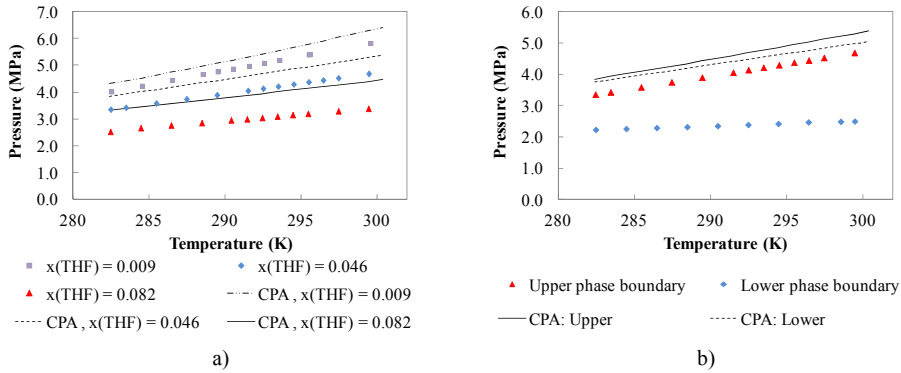 7.0
6.0
5.0
4.0
3.0
2.0
1.0
0.0
Pressure (MPa)
280 285 290 295 300
Temperature (K)
x(THF) = 0.009 x(THF) = 0.046
x(THF) = 0.082 CPA , x(THF) = 0.009
CPA , x(THF) = 0.046 CPA , x(THF) = 0.082
a)
6.0
5.0
4.0
3.0
2.0
1.0
0.0
Pressure (MPa)
280 285 290 295 300
Temperature (K)
Upper phase boundary Lower phase boundary
CPA: Upper CPA: Lower
b)